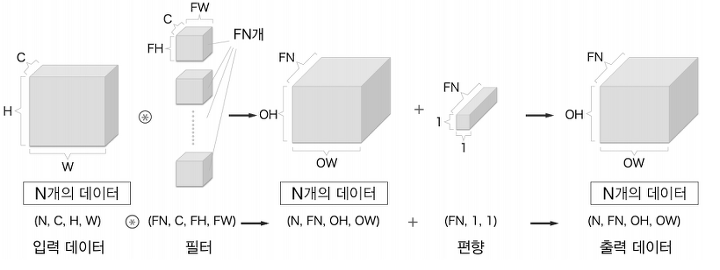 C
H
W
C
FW
FH
FN개
FN
OH
OW
+
FN
1
1
FN
OH
OW
N개의 데이터
N개의 데이터
N개의 데이터
(N, C, H, W) ⊛ (FN, C, FH, FW) → (N, FN, OH, OW) + (FN, 1, 1) → (N, FN, OH, OW)
입력 데이터 필터 편향 출력 데이터